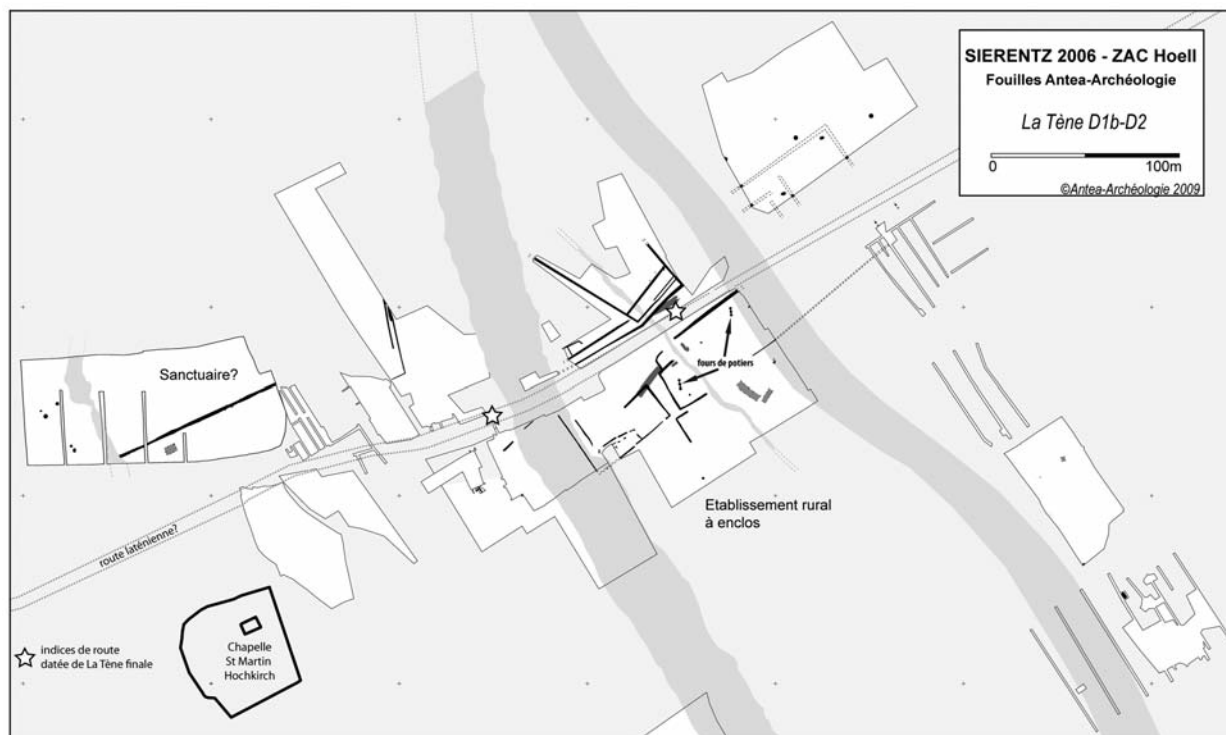 SIERENTZ 2006 - ZAC Hoell
Fouilles Antea-Archéologie
La Tène D1b-D2
0 100m
©Antea-Archéologie 2009
Sanctuaire?
fours de potiers
Etablissement rural
à enclos
route laténienne?
Chapelle
St Martin
Hochkirch
indices de route
datée de La Tène finale